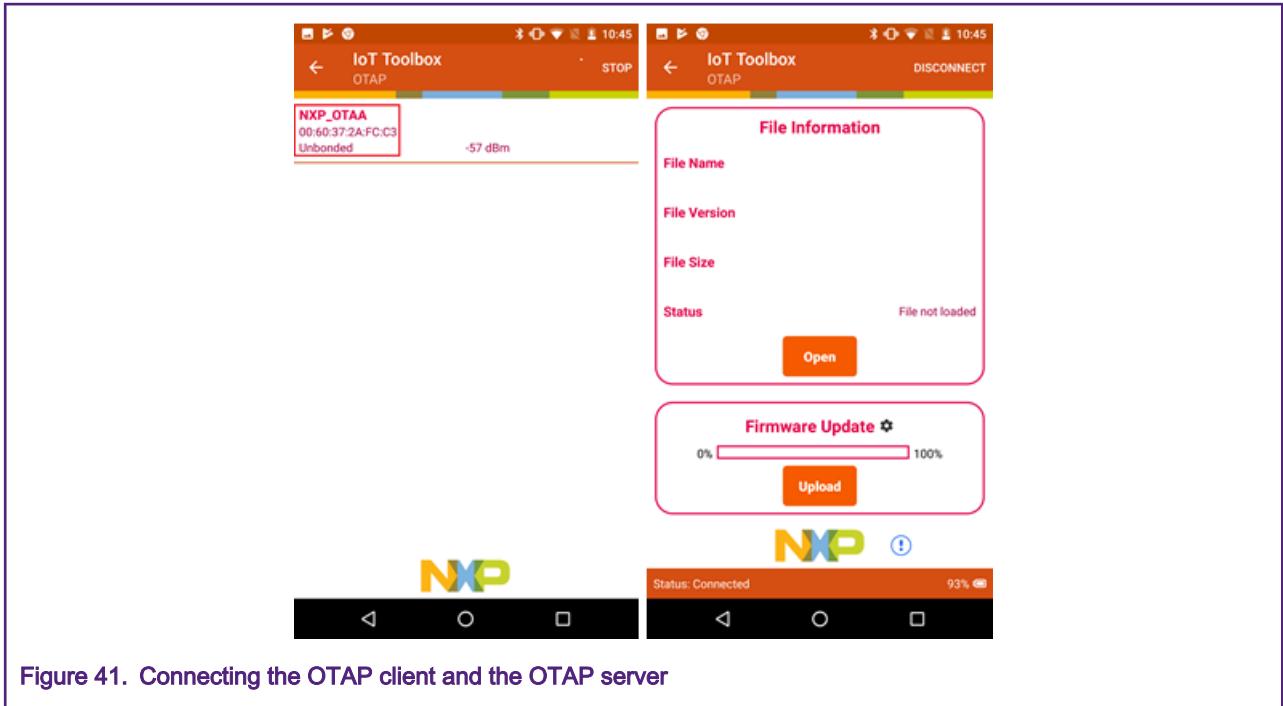 10:45
IoT Toolbox
OTAP
STOP
NXP_OTAA
00:60:37:2A:FC:C3
Unbonded
-57 dBm
NXP
10:45
IoT Toolbox
OTAP
DISCONNECT
File Information
File Name
File Version
File Size
Status
File not loaded
Open
Firmware Update
0%
100%
Upload
NXP
Status: Connected
93%
Figure 41. Connecting the OTAP client and the OTAP server